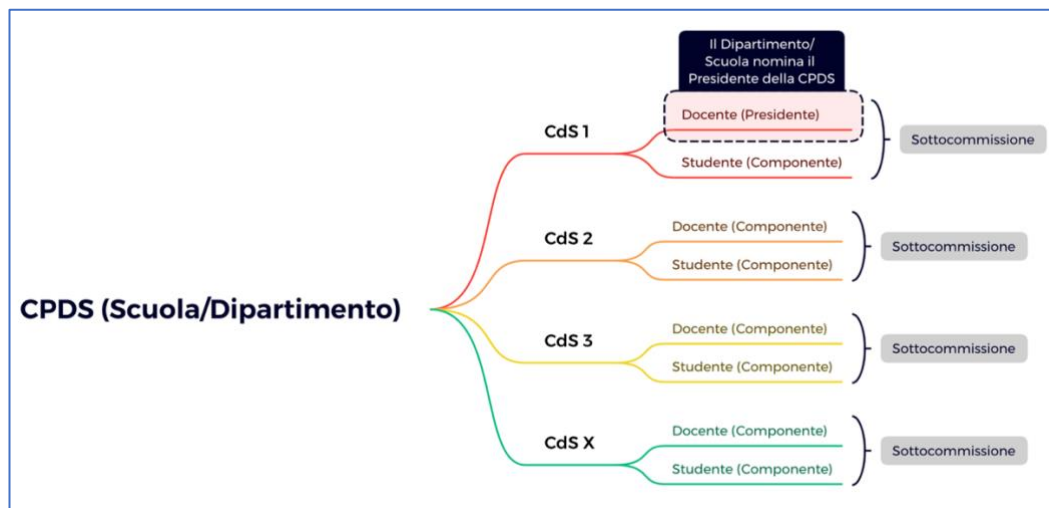 Il Dipartimento/
Scuola nomina il
Presidente della CPDS
CdS 1
Docente (Presidente)
Studente (Componente)
Sottocommissione
CdS 2
Docente (Componente)
Studente (Componente)
Sottocommissione
CPDS (Scuola/Dipartimento)
CdS 3
Docente (Componente)
Studente (Componente)
Sottocommissione
CdS X
Docente (Componente)
Studente (Componente)
Sottocommissione